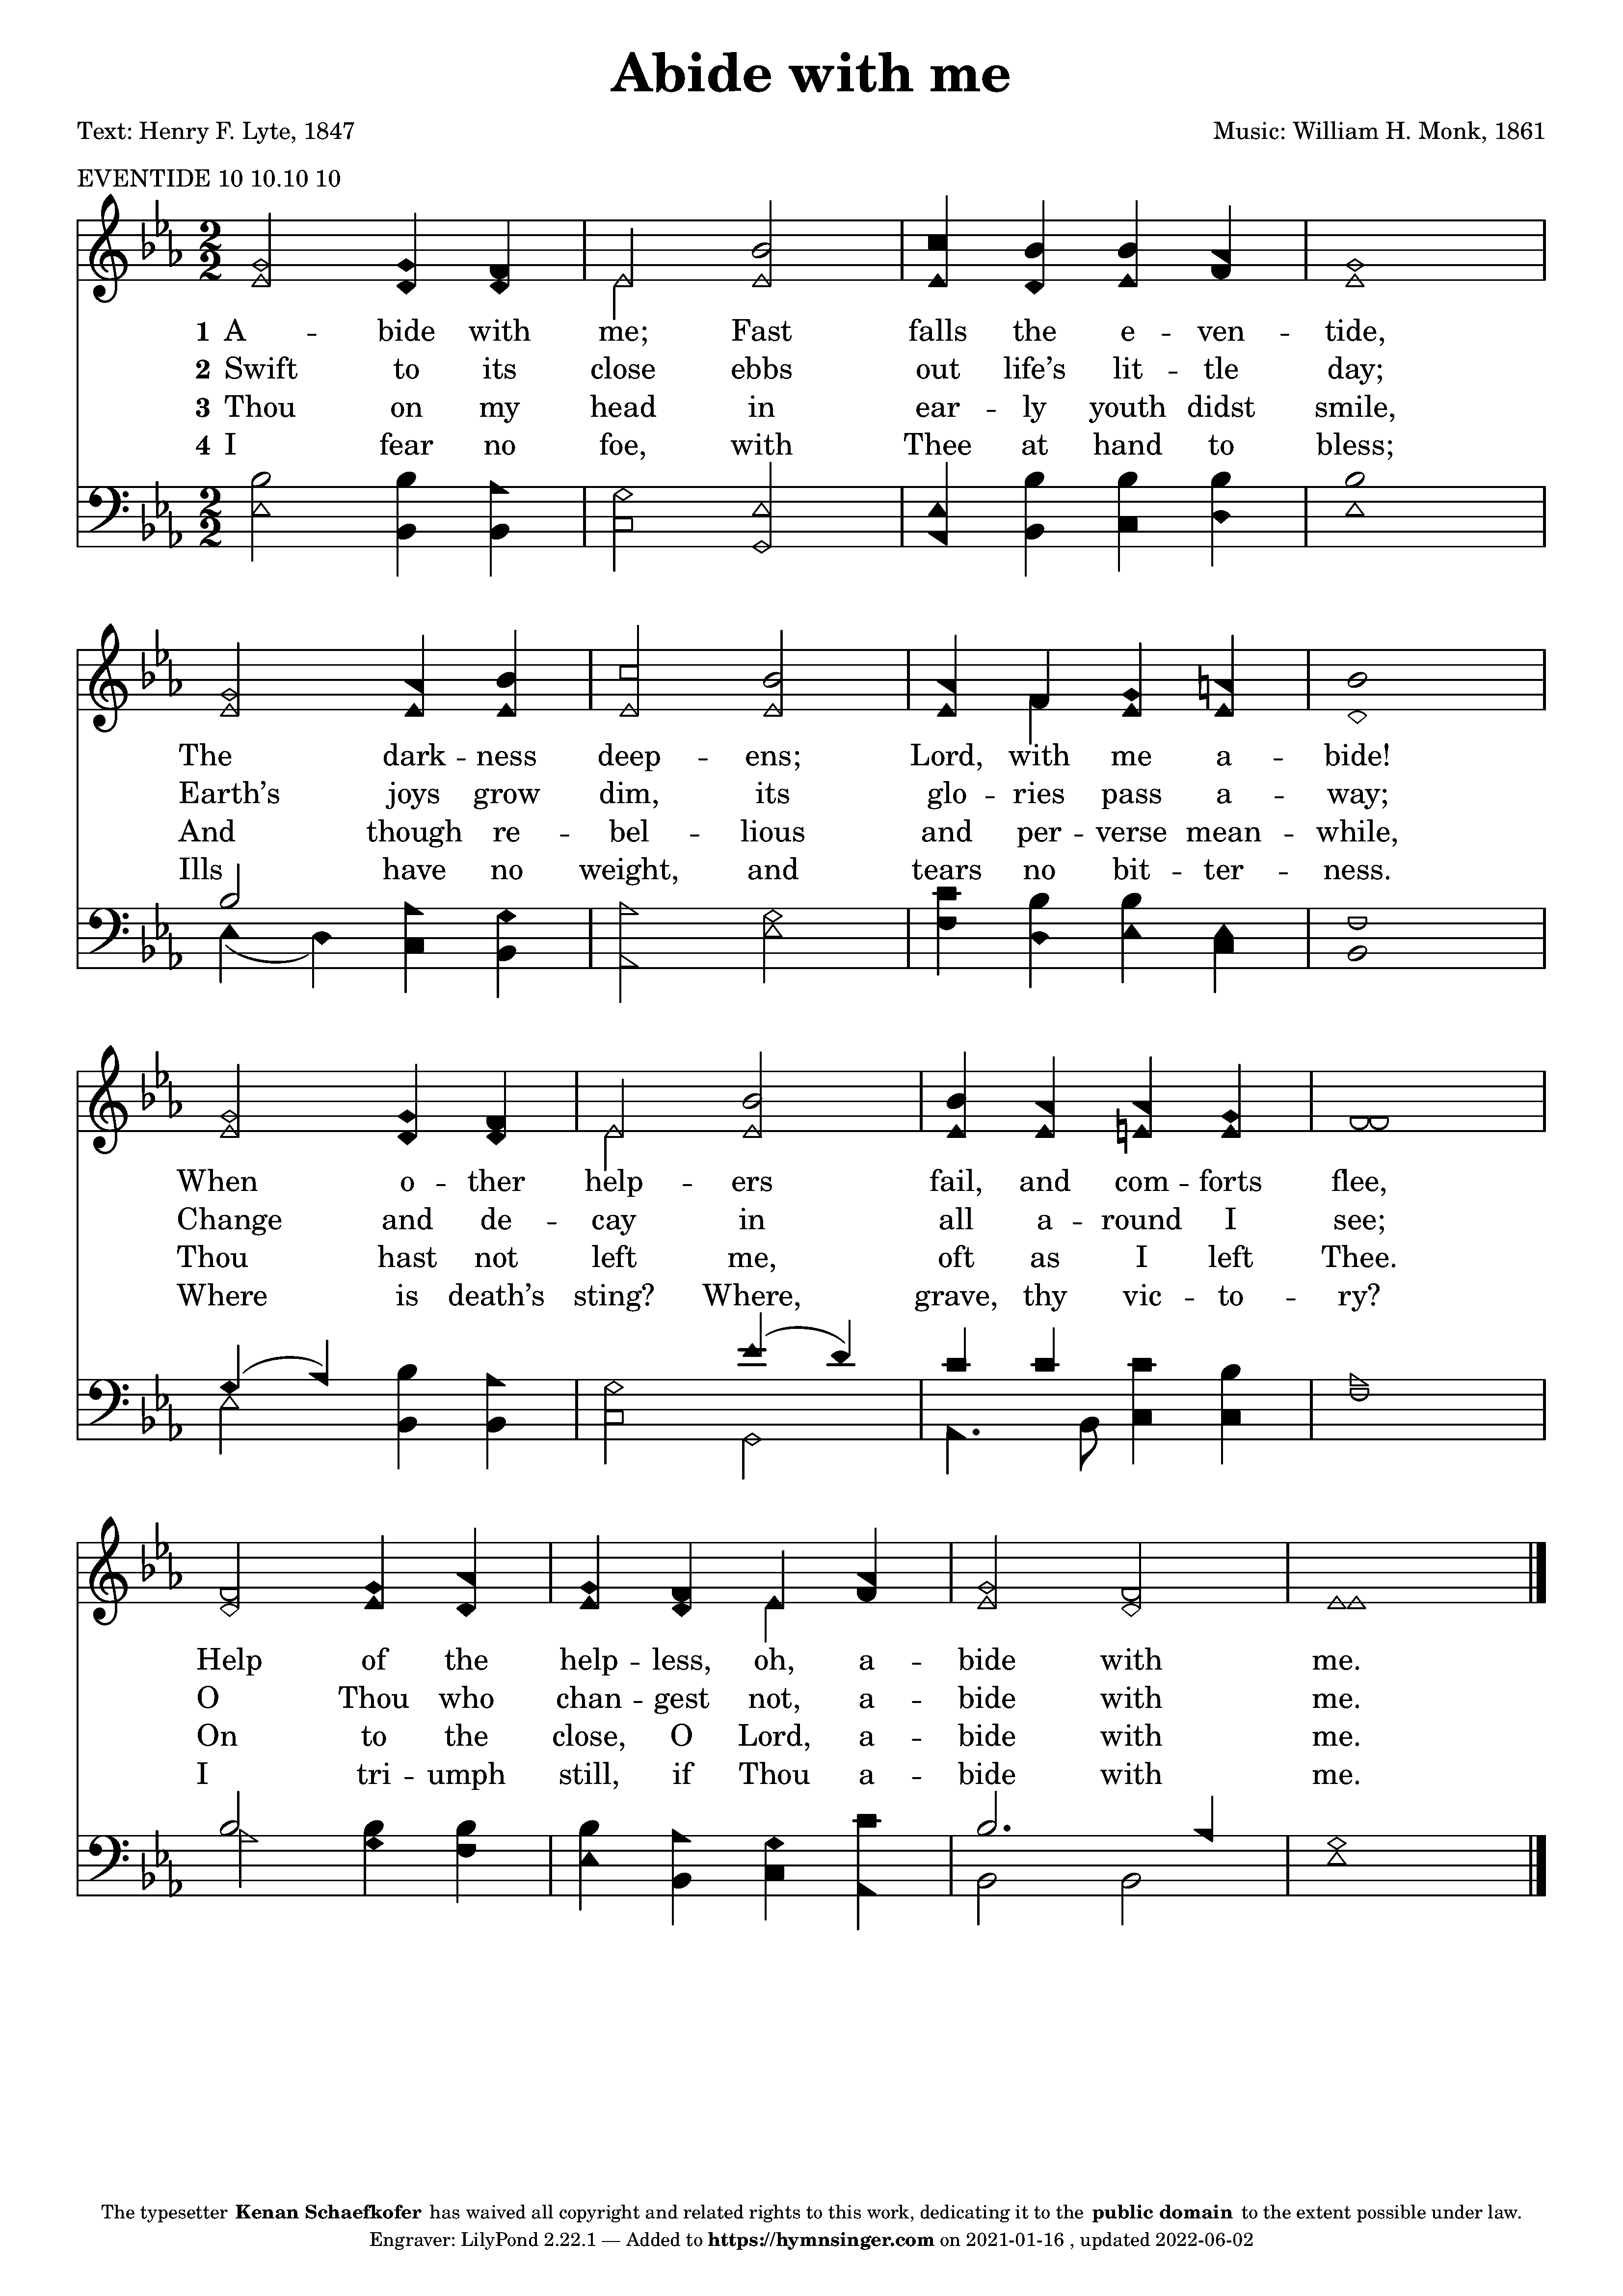 Abide with me
Text: Henry F. Lyte, 1847
Music: William H. Monk, 1861
EVENTIDE 10 10.10 10
1 A - bide with me; Fast falls the e - ven - tide,
2 Swift to its close ebbs out life’s lit - tle day;
3 Thou on my head in ear - ly youth didst smile,
4 I fear no foe, with Thee at hand to bless;
The dark - ness deep - ens; Lord, with me a - bide!
Earth’s joys grow dim, its glo - ries pass a - way;
And though re - bel - lious and per - verse mean - while,
Ills have no weight, and tears no bit - ter - ness.
When o - ther help - ers fail, and com - forts flee,
Change and de - cay in all a - round I see;
Thou hast not left me, oft as I left Thee.
Where is death’s sting? Where, grave, thy vic - to - ry?
Help of the help - less, oh, a - bide with me.
O Thou who chan - gest not, a - bide with me.
On to the close, O Lord, a - bide with me.
I tri - umph still, if Thou a - bide with me.
The typesetter Kenan Schaefkofer has waived all copyright and related rights to this work, dedicating it to the public domain to the extent possible under law.
Engraver: LilyPond 2.22.1 — Added to https://hymnsinger.com on 2021-01-16 , updated 2022-06-02